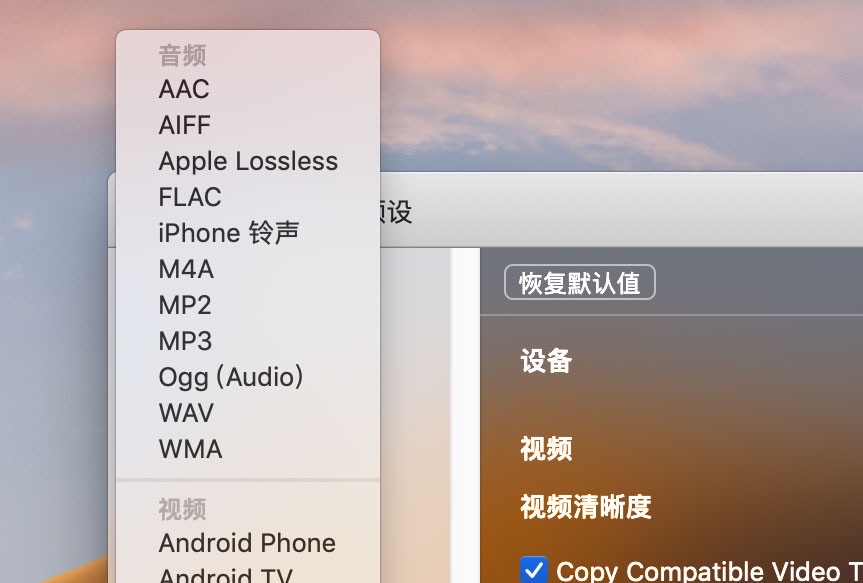 音频
AAC
AIFF
Apple Lossless
FLAC
iPhone 铃声
M4A
MP2
MP3
Ogg (Audio)
WAV
WMA
视频
Android Phone
Android TV
预设
恢复默认值
设备
视频
视频清晰度
Copy Compatible Video T